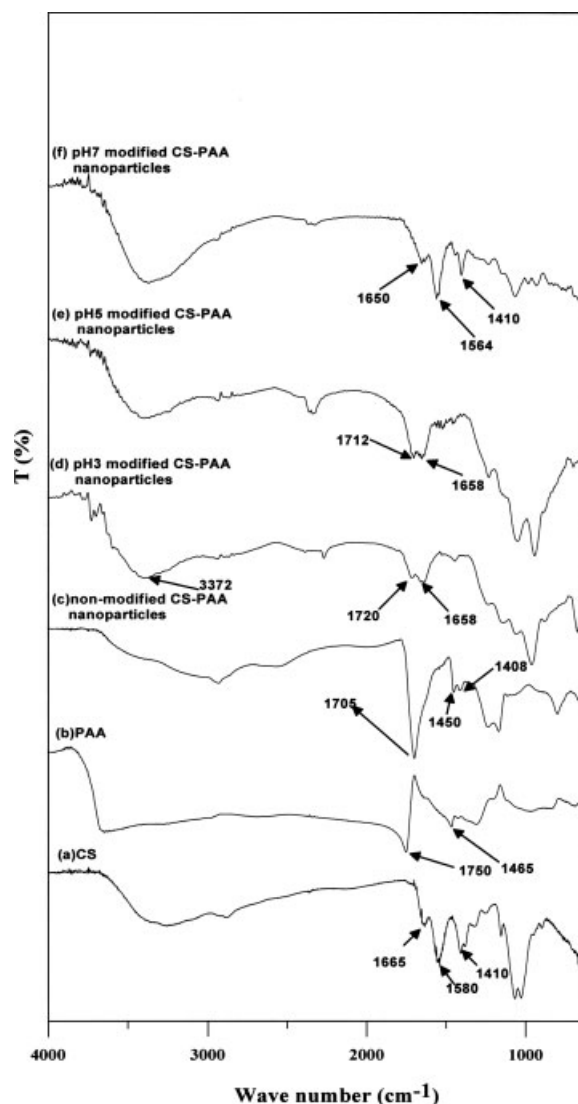 (f) pH7 modified CS-PAA
nanoparticles
1650
1410
1564
(e) pH5 modified CS-PAA
nanoparticles
1712
1658
(d) pH3 modified CS-PAA
nanoparticles
3372
1720
1658
(c)non-modified CS-PAA
nanoparticles
1408
1450
1705
(b)PAA
1750
1465
(a)CS
1665
1410
1580
T (%)
4000 3000 2000 1000
Wave number (cm-1)